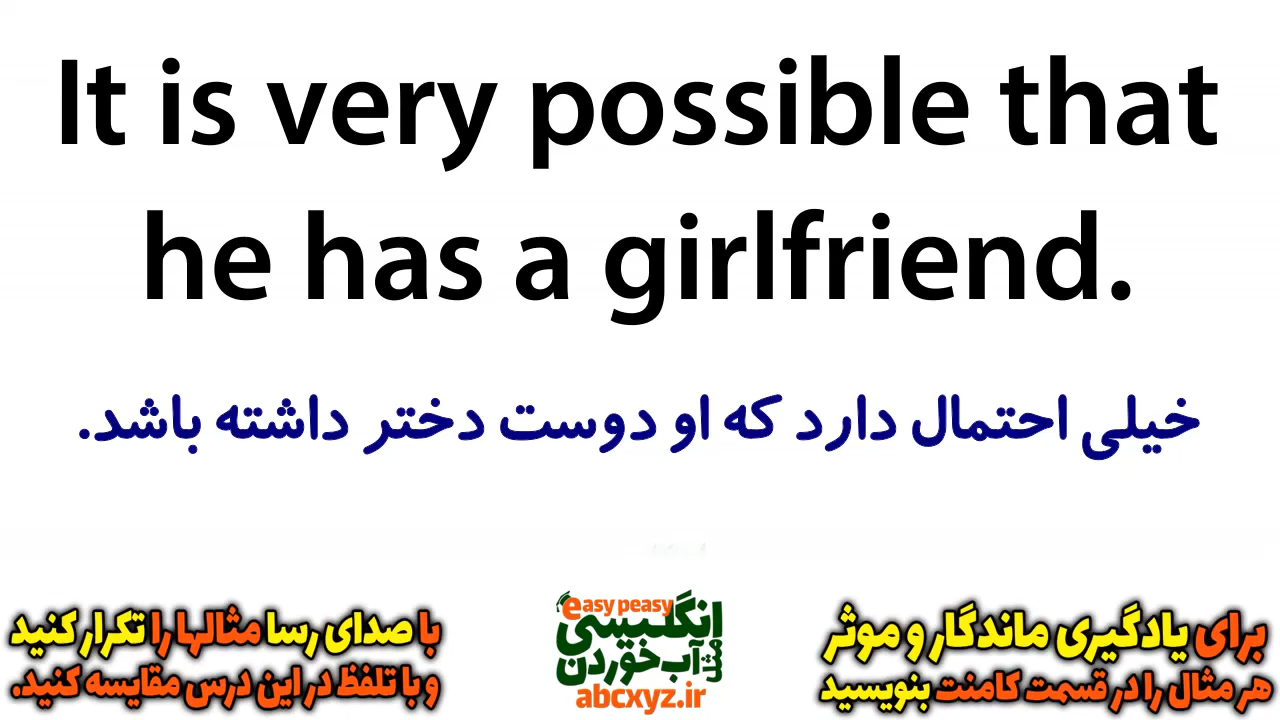 It is very possible that
he has a girlfriend.
خیلی احتمال دارد که او دوست دختر داشته باشد.
برای یادگیری ماندگار و موثر
هر مثال را در قسمت کامنت بنویسید
easy peasy
انگلیسی
مثل آب خوردن
abcxyz.ir
با صدای رسا مثالها را تکرار کنید
و با تلفظ در این درس مقایسه کنید.